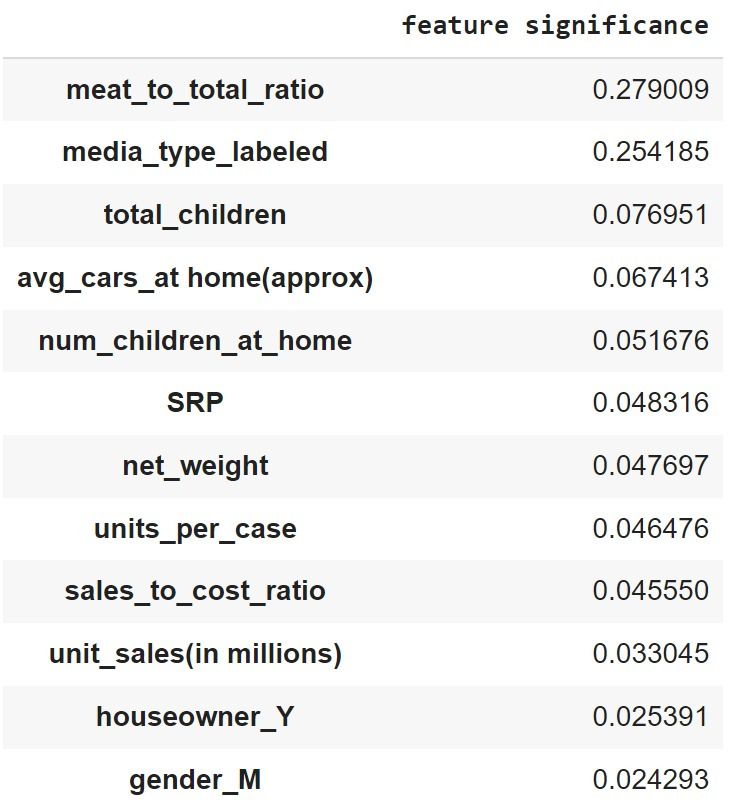 feature significance
meat_to_total_ratio 0.279009
media_type_labeled 0.254185
total_children 0.076951
avg_cars_at home(approx) 0.067413
num_children_at_home 0.051676
SRP 0.048316
net_weight 0.047697
units_per_case 0.046476
sales_to_cost_ratio 0.045550
unit_sales(in millions) 0.033045
houseowner_Y 0.025391
gender_M 0.024293